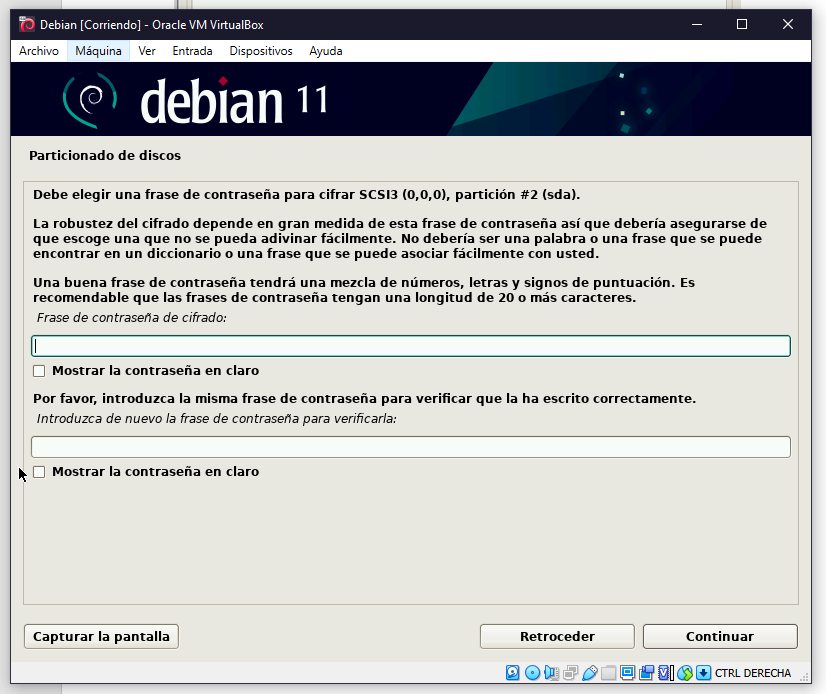 Debian [Corriendo] - Oracle VM VirtualBox
Archivo Máquina Ver Entrada Dispositivos Ayuda
debian 11
Particionado de discos
Debe elegir una frase de contraseña para cifrar SCSI3 (0,0,0), partición #2 (sda).
La robustez del cifrado depende en gran medida de esta frase de contraseña así que debería asegurarse de
que escoge una que no se pueda adivinar fácilmente. No debería ser una palabra o una frase que se puede
encontrar en un diccionario o una frase que se puede asociar fácilmente con usted.
Una buena frase de contraseña tendrá una mezcla de números, letras y signos de puntuación. Es
recomendable que las frases de contraseña tengan una longitud de 20 o más caracteres.
Frase de contraseña de cifrado:
Mostrar la contraseña en claro
Por favor, introduzca la misma frase de contraseña para verificar que la ha escrito correctamente.
Introduzca de nuevo la frase de contraseña para verificarla:
Mostrar la contraseña en claro
Capturar la pantalla Retroceder Continuar
CTRL DERECHA